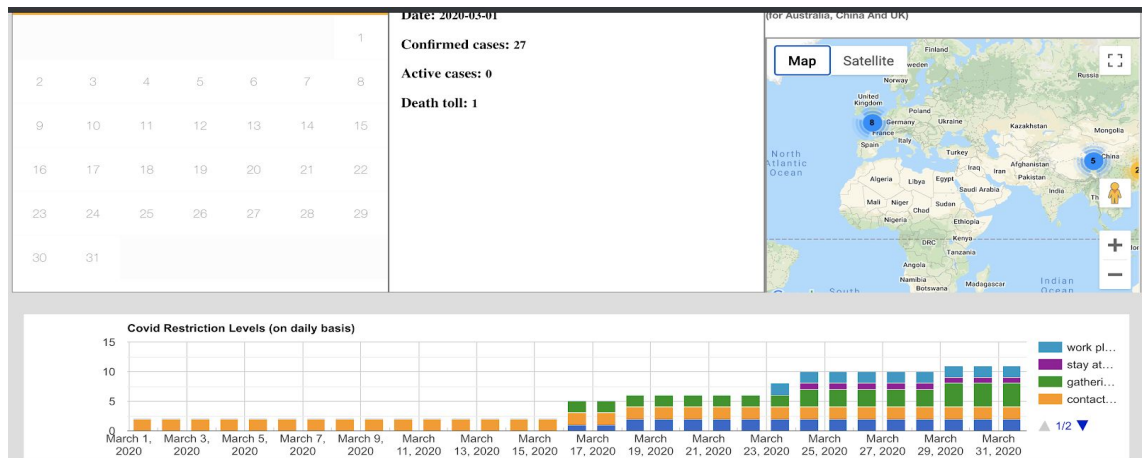 Date: 2020-03-01
Confirmed cases: 27
Active cases: 0
Death toll: 1
1
2 3 4 5 6 7 8
9 10 11 12 13 14 15
16 17 18 19 20 21 22
23 24 25 26 27 28 29
30 31
(for Australia, China And UK)
Map Satellite
Finland
weden
Norway
Russia
United
Kingdom
Poland
8
Germany
Ukraine
France
Kazakhstan
Mongolia
Italy
Spain
Turkey
5
China
2
North
Atlantic
Ocean
Iraq
Iran
Afghanistan
Pakistan
Algeria
Libya
Egypt
Saudi Arabia
India
Th
Mali
Niger
Chad
Sudan
Nigeria
Ethiopia
DRC
Kenya
Tanzania
Angola
Namibia
Botswana
Madagascar
Indian
Ocean
South
Covid Restriction Levels (on daily basis)
15
10
5
0
March 1, 2020
March 3, 2020
March 5, 2020
March 7, 2020
March 9, 2020
March 11, 2020
March 13, 2020
March 15, 2020
March 17, 2020
March 19, 2020
March 21, 2020
March 23, 2020
March 25, 2020
March 27, 2020
March 29, 2020
March 31, 2020
work pl…
stay at…
gatheri…
contact…
1/2